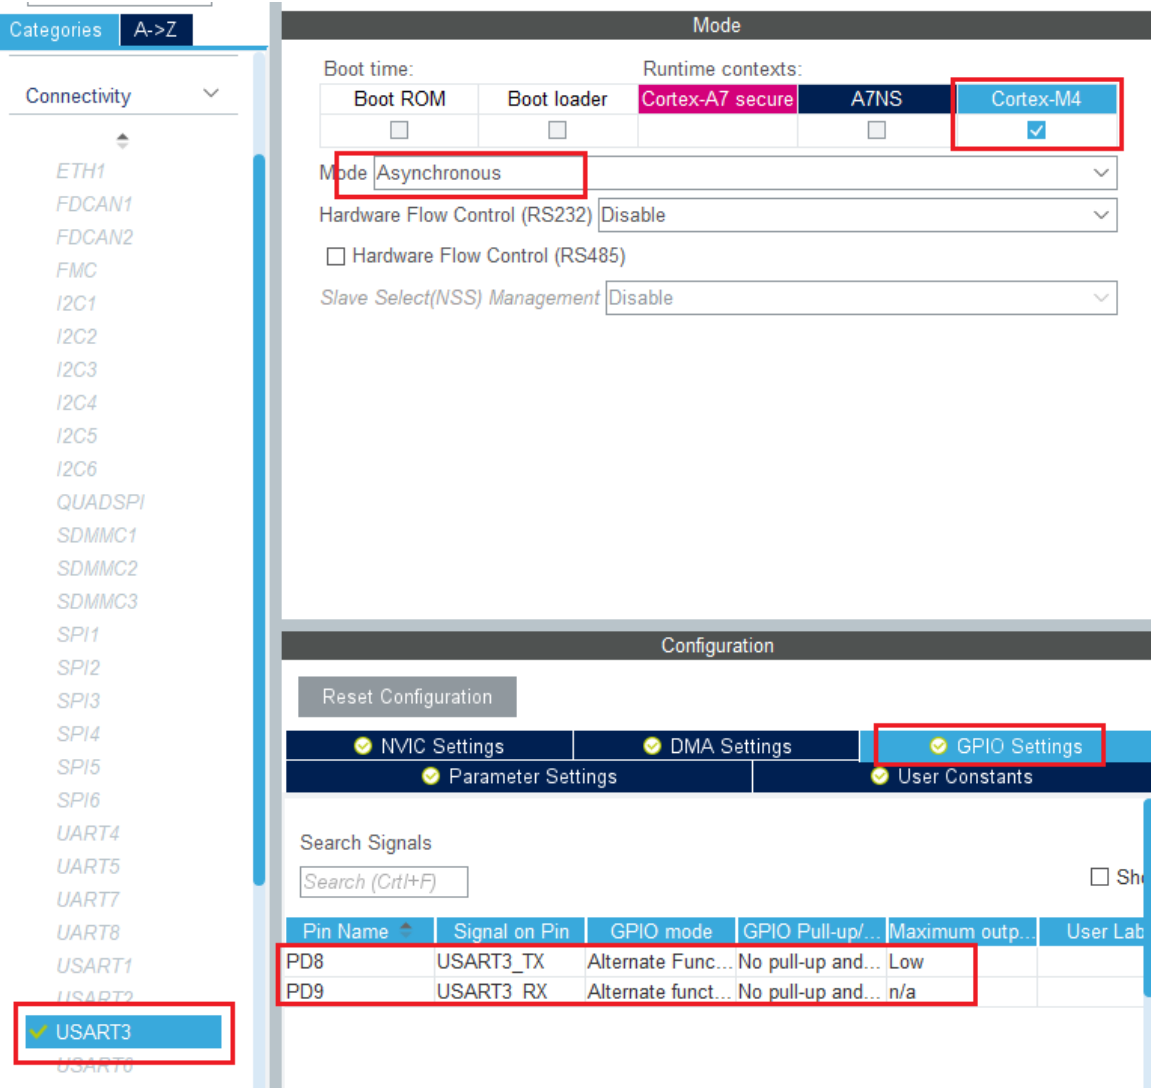 Categories A->Z
Connectivity
ETH1
FDCAN1
FDCAN2
FMC
I2C1
I2C2
I2C3
I2C4
I2C5
I2C6
QUADSPI
SDMMC1
SDMMC2
SDMMC3
SPI1
SPI2
SPI3
SPI4
SPI5
SPI6
UART4
UART5
UART7
UART8
USART1
USART2
USART3
USART6
Mode
Boot time: Runtime contexts:
Boot ROM Boot loader Cortex-A7 secure A7NS Cortex-M4
Mode Asynchronous
Hardware Flow Control (RS232) Disable
Hardware Flow Control (RS485)
Slave Select(NSS) Management Disable
Configuration
Reset Configuration
NVIC Settings DMA Settings GPIO Settings
Parameter Settings User Constants
Search Signals
Search (Crtl+F)
Sho
Pin Name Signal on Pin GPIO mode GPIO Pull-up/... Maximum outp... User Lab
PD8 USART3_TX Alternate Func... No pull-up and... Low
PD9 USART3_RX Alternate funct... No pull-up and... n/a